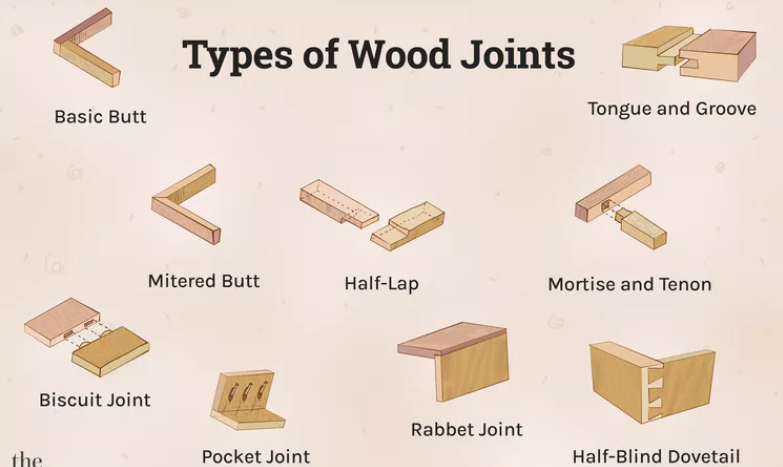 Types of Wood Joints
Basic Butt
Tongue and Groove
Mitered Butt
Half-Lap
Mortise and Tenon
Biscuit Joint
Pocket Joint
Rabbet Joint
Half-Blind Dovetail
the